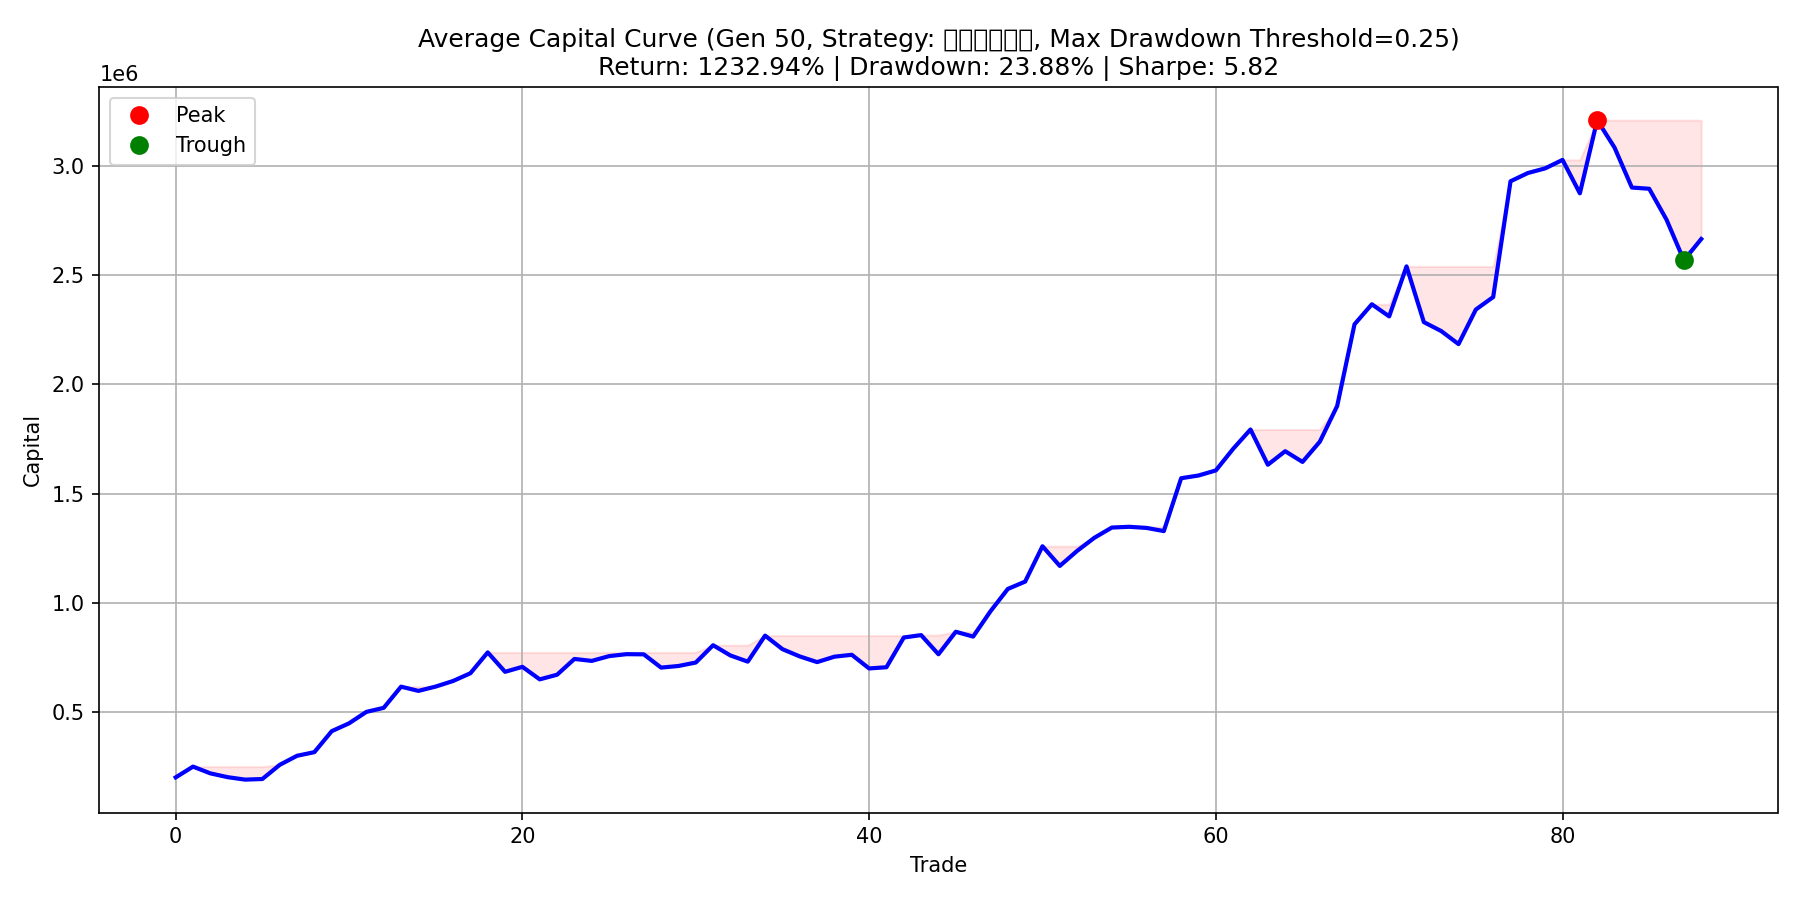 Average Capital Curve (Gen 50, Strategy: □□□□□□, Max Drawdown Threshold=0.25)
Return: 1232.94% | Drawdown: 23.88% | Sharpe: 5.82
1e6
Peak
Trough
3.0
2.5
2.0
1.5
1.0
0.5
Capital
0
20
40
60
80
Trade